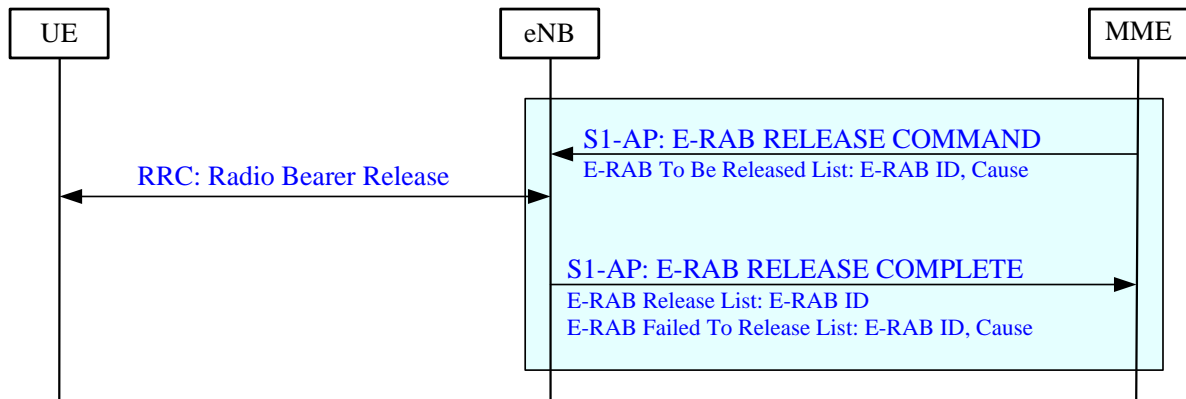 UE
eNB
MME
S1-AP: E-RAB RELEASE COMMAND
E-RAB To Be Released List: E-RAB ID, Cause
RRC: Radio Bearer Release
S1-AP: E-RAB RELEASE COMPLETE
E-RAB Release List: E-RAB ID
E-RAB Failed To Release List: E-RAB ID, Cause